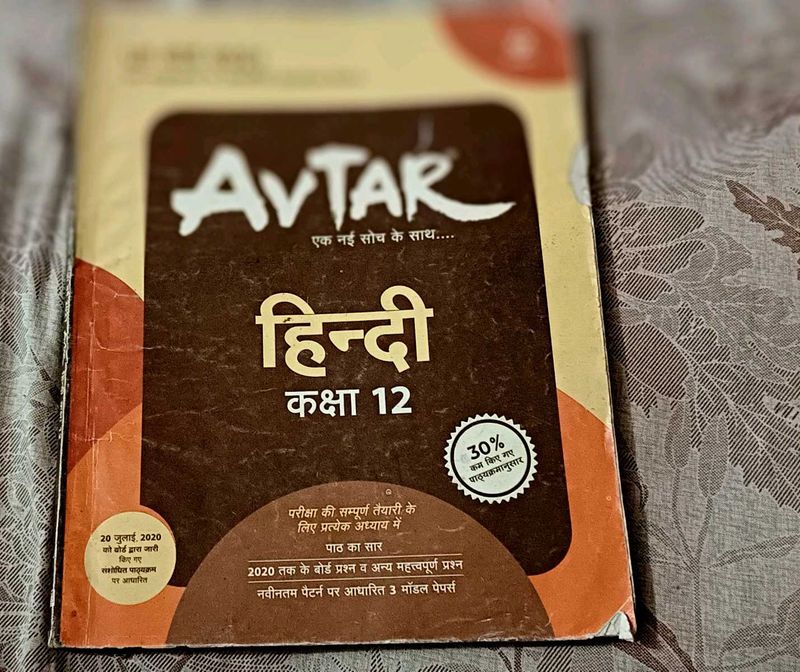 AVTAR
एक नई सोच के साथ....
हिन्दी
कक्षा 12
30%
कम किए गए
पाठ्यक्रमानुसार
परीक्षा की सम्पूर्ण तैयारी के
लिए प्रत्येक अध्याय में
पाठ का सार
2020 तक के बोर्ड प्रश्न व अन्य महत्त्वपूर्ण प्रश्न
नवीनतम पैटर्न पर आधारित 3 मॉडल पेपर्स
20 जुलाई, 2020
को बोर्ड द्वारा जारी
किए गए
संशोधित पाठ्यक्रम
पर आधारित